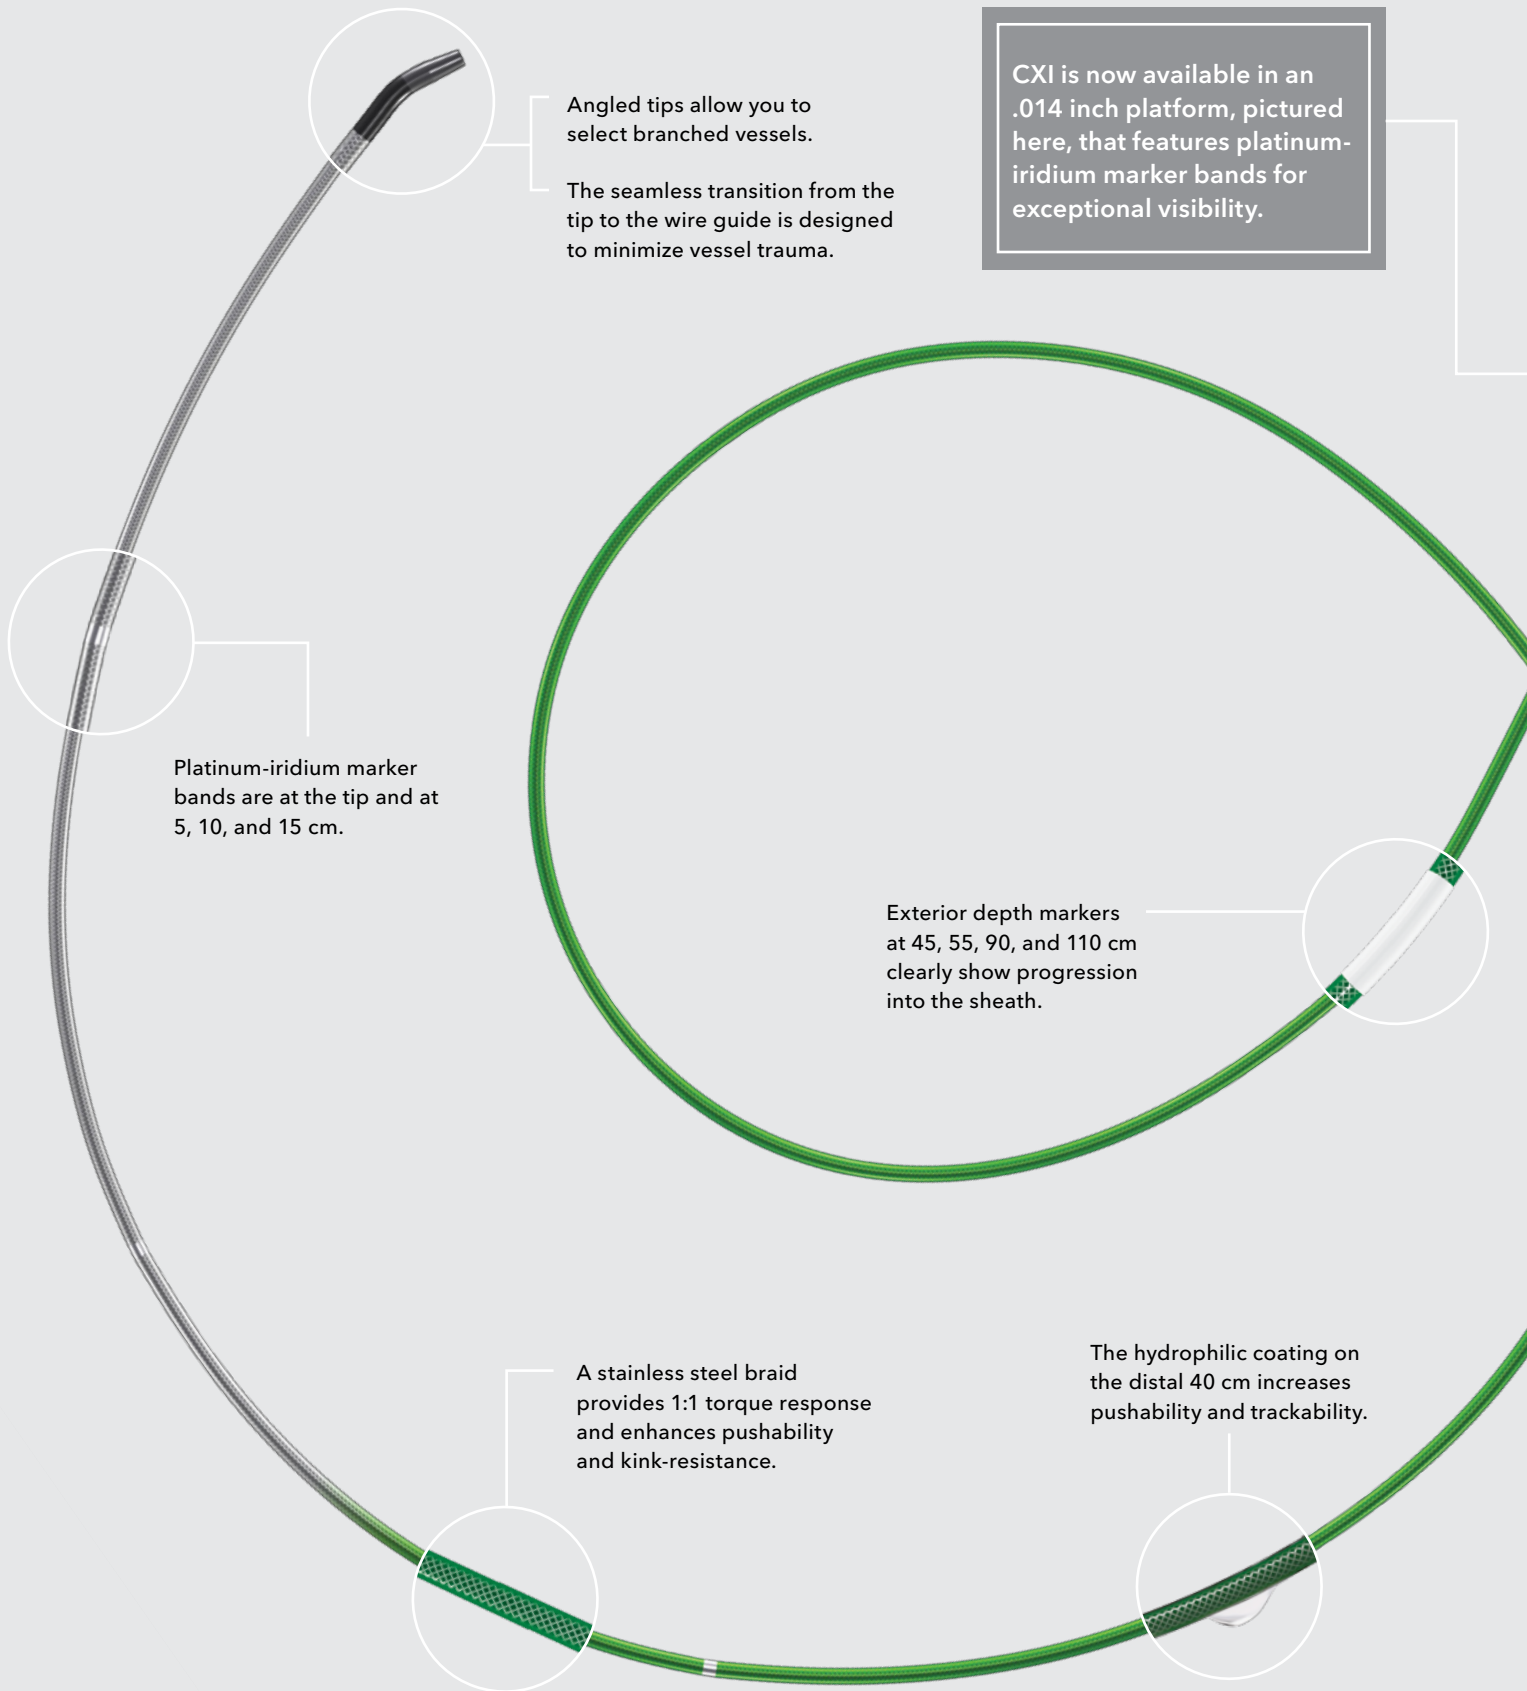 Angled tips allow you to
select branched vessels.
The seamless transition from the
tip to the wire guide is designed
to minimize vessel trauma.
CXI is now available in an
.014 inch platform, pictured
here, that features platinum-
iridium marker bands for
exceptional visibility.
Platinum-iridium marker
bands are at the tip and at
5, 10, and 15 cm.
Exterior depth markers
at 45, 55, 90, and 110 cm
clearly show progression
into the sheath.
A stainless steel braid
provides 1:1 torque response
and enhances pushability
and kink-resistance.
The hydrophilic coating on
the distal 40 cm increases
pushability and trackability.